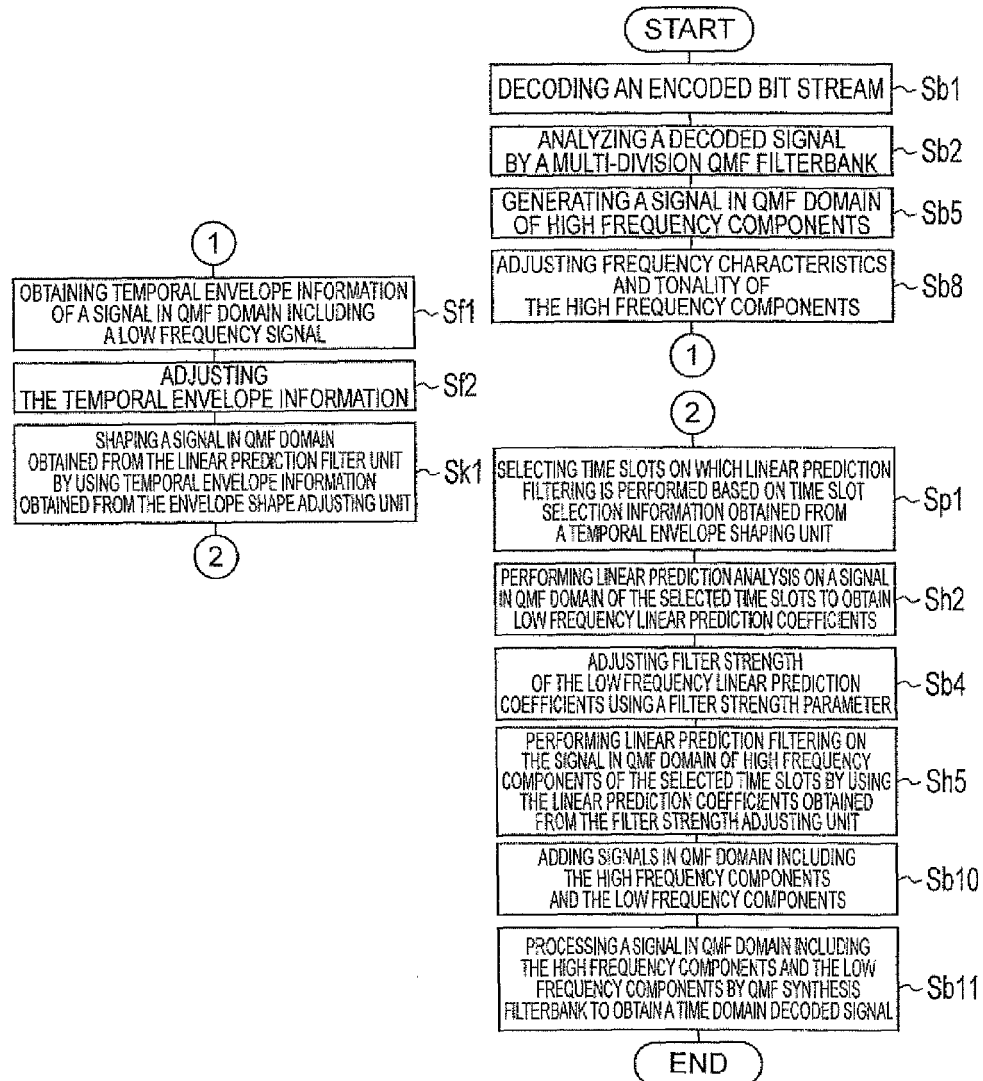 START
DECODING AN ENCODED BIT STREAM
Sb1
ANALYZING A DECODED SIGNAL
BY A MULTI-DIVISION QMF FILTERBANK
Sb2
GENERATING A SIGNAL IN QMF DOMAIN
OF HIGH FREQUENCY COMPONENTS
Sb5
ADJUSTING FREQUENCY CHARACTERISTICS
AND TONALITY OF
THE HIGH FREQUENCY COMPONENTS
Sb8
1
1
OBTAINING TEMPORAL ENVELOPE INFORMATION
OF A SIGNAL IN QMF DOMAIN INCLUDING
A LOW FREQUENCY SIGNAL
Sf1
ADJUSTING
THE TEMPORAL ENVELOPE INFORMATION
Sf2
SHAPING A SIGNAL IN QMF DOMAIN
OBTAINED FROM THE LINEAR PREDICTION FILTER UNIT
BY USING TEMPORAL ENVELOPE INFORMATION
OBTAINED FROM THE ENVELOPE SHAPE ADJUSTING UNIT
Sk1
2
2
SELECTING TIME SLOTS ON WHICH LINEAR PREDICTION
FILTERING IS PERFORMED BASED ON TIME SLOT
SELECTION INFORMATION OBTAINED FROM
A TEMPORAL ENVELOPE SHAPING UNIT
Sp1
PERFORMING LINEAR PREDICTION ANALYSIS ON A SIGNAL
IN QMF DOMAIN OF THE SELECTED TIME SLOTS TO OBTAIN
LOW FREQUENCY LINEAR PREDICTION COEFFICIENTS
Sh2
ADJUSTING FILTER STRENGTH
OF THE LOW FREQUENCY LINEAR PREDICTION
COEFFICIENTS USING A FILTER STRENGTH PARAMETER
Sb4
PERFORMING LINEAR PREDICTION FILTERING ON
THE SIGNAL IN QMF DOMAIN OF HIGH FREQUENCY
COMPONENTS OF THE SELECTED TIME SLOTS BY USING
THE LINEAR PREDICTION COEFFICIENTS OBTAINED
FROM THE FILTER STRENGTH ADJUSTING UNIT
Sh5
ADDING SIGNALS IN QMF DOMAIN INCLUDING
THE HIGH FREQUENCY COMPONENTS
AND THE LOW FREQUENCY COMPONENTS
Sb10
PROCESSING A SIGNAL IN QMF DOMAIN INCLUDING
THE HIGH FREQUENCY COMPONENTS AND THE LOW
FREQUENCY COMPONENTS BY QMF SYNTHESIS
FILTERBANK TO OBTAIN A TIME DOMAIN DECODED SIGNAL
Sb11
END